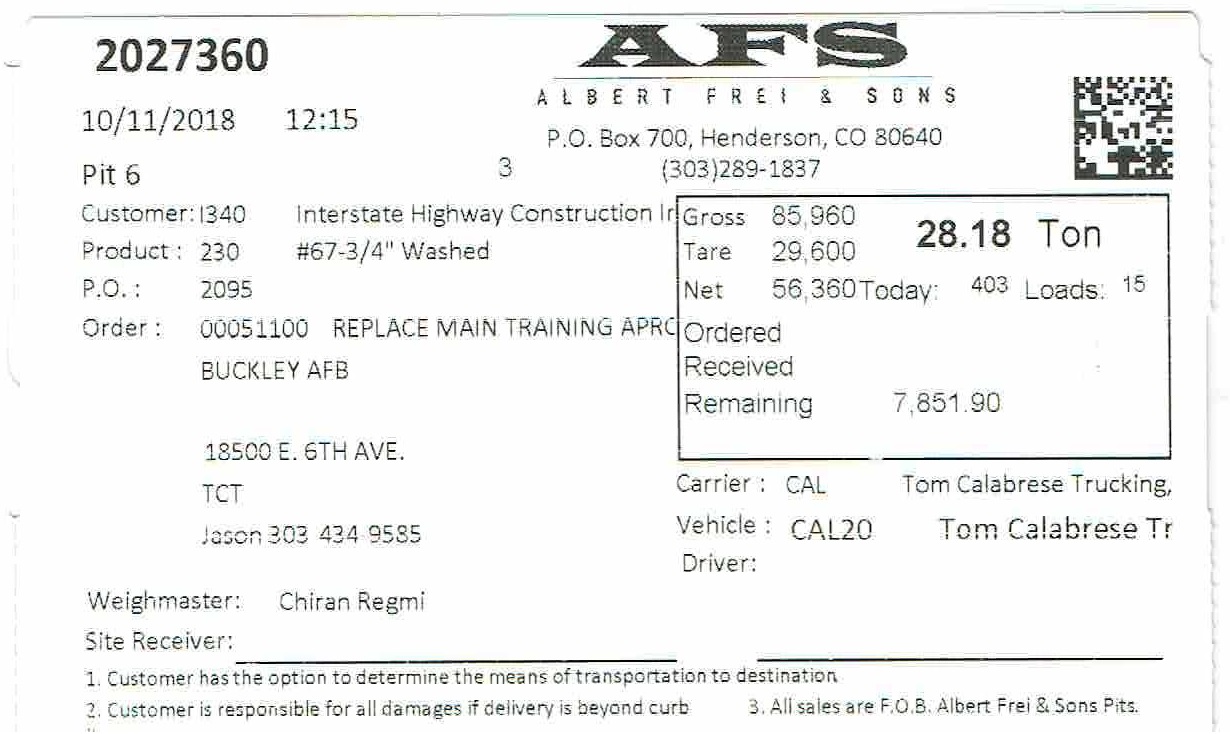 2027360
AFS
ALBERT FREI & SONS
10/11/2018 12:15
P.O. Box 700, Henderson, CO 80640
Pit 6 3 (303)289-1837
Customer: I340 Interstate Highway Construction Ir
Gross 85,960 28.18 Ton
Product : 230 #67-3/4" Washed
Tare 29,600
P.O. : 2095
Net 56,360 Today: 403 Loads: 15
Order : 00051100 REPLACE MAIN TRAINING APRC
Ordered
BUCKLEY AFB
Received
Remaining 7,851.90
18500 E. 6TH AVE.
Carrier : CAL Tom Calabrese Trucking,
TCT
Vehicle : CAL20 Tom Calabrese Tr
Jason 303 434 9585
Driver:
Weighmaster: Chiran Regmi
Site Receiver:
1. Customer has the option to determine the means of transportation to destination
2. Customer is responsible for all damages if delivery is beyond curb 3. All sales are F.O.B. Albert Frei & Sons Pits.